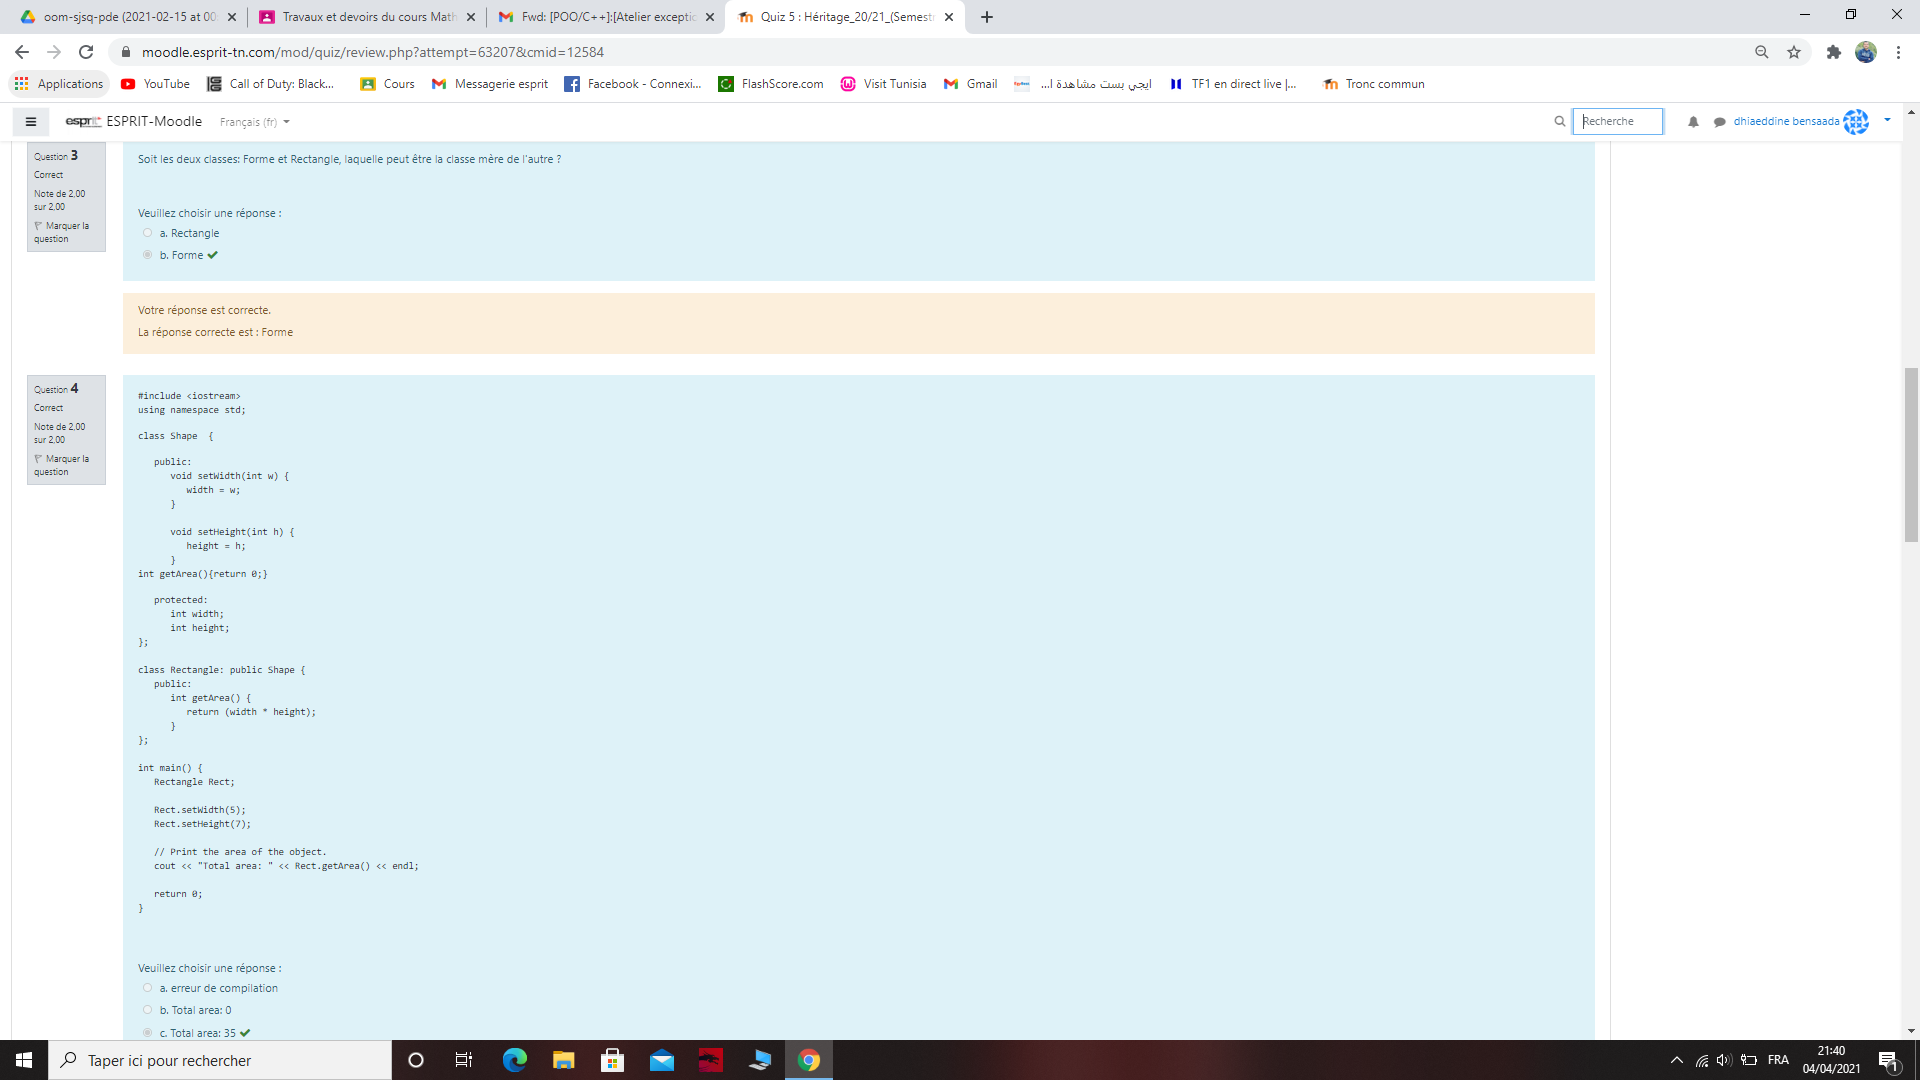 oom-sjsq-pde (2021-02-15 at 00
Travaux et devoirs du cours Math
Fwd: [POO/C++]:[Atelier exceptio
Quiz 5 : Héritage_20/21_(Semest
moodle.esprit-tn.com/mod/quiz/review.php?attempt=63207&cmid=12584
Applications
YouTube
Call of Duty: Black...
Cours
Messagerie esprit
Facebook - Connexi...
FlashScore.com
Visit Tunisia
Gmail
ايجي بست مشاهدة ا...
TF1 en direct live |...
Tronc commun
esprit ESPRIT-Moodle
Français (fr)
Recherche
dhiaeddine bensaada
Question 3
Correct
Note de 2,00
sur 2,00
Marquer la
question
Soit les deux classes: Forme et Rectangle, laquelle peut être la classe mère de l'autre ?
Veuillez choisir une réponse :
a. Rectangle
b. Forme
Votre réponse est correcte.
La réponse correcte est : Forme
Question 4
Correct
Note de 2,00
sur 2,00
Marquer la
question
#include <iostream>
using namespace std;
class Shape  {
public:
void setWidth(int w) {
width = w;
}
void setHeight(int h) {
height = h;
}
int getArea(){return 0;}
protected:
int width;
int height;
};
class Rectangle: public Shape {
public:
int getArea() {
return (width * height);
}
};
int main() {
Rectangle Rect;
Rect.setWidth(5);
Rect.setHeight(7);
// Print the area of the object.
cout << "Total area: " << Rect.getArea() << endl;
return 0;
}
Veuillez choisir une réponse :
a. erreur de compilation
b. Total area: 0
c. Total area: 35
Taper ici pour rechercher
FRA
21:40
04/04/2021
1